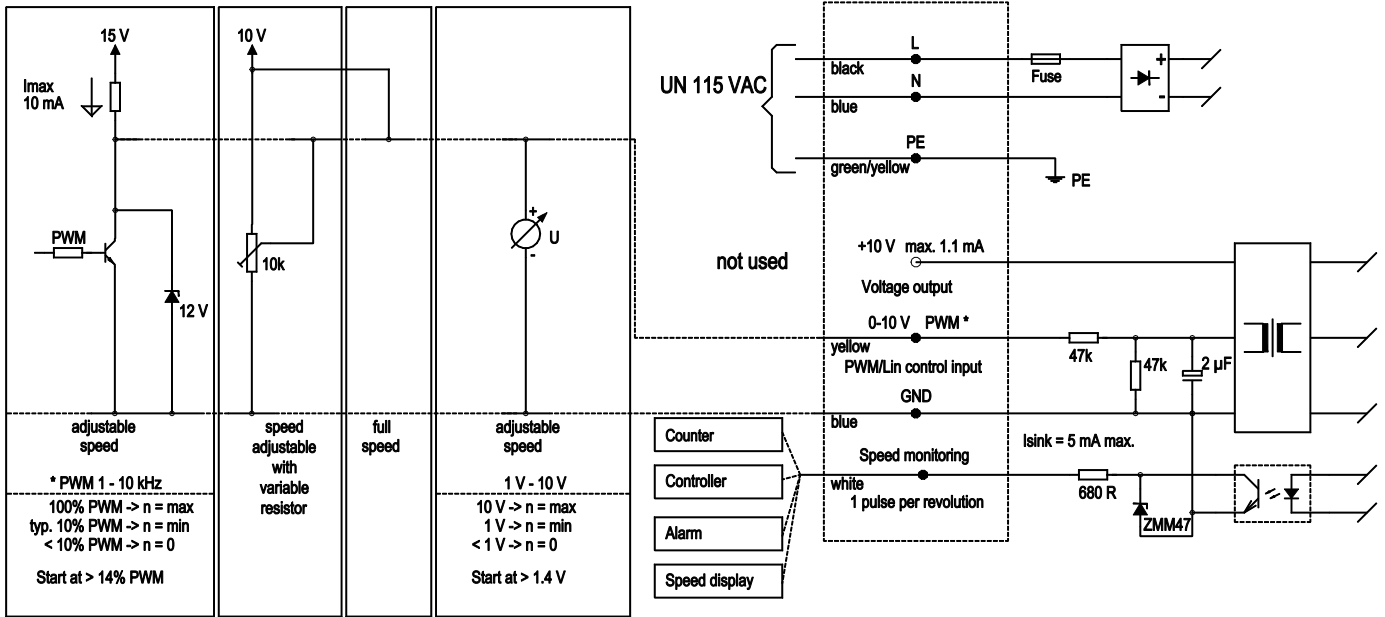 15 V
Imax
10 mA
PWM
12 V
adjustable
speed
* PWM 1 - 10 kHz
100% PWM -> n = max
typ. 10% PWM -> n = min
< 10% PWM -> n = 0
Start at > 14% PWM
10 V
10k
speed
adjustable
with
variable
resistor
full
speed
+
U
-
adjustable
speed
1 V - 10 V
10 V -> n = max
1 V -> n = min
< 1 V -> n = 0
Start at > 1.4 V
UN 115 VAC
L
black
N
blue
PE
green/yellow
Fuse
+
-
PE
not used
+10 V max. 1.1 mA
Voltage output
0-10 V PWM *
yellow
PWM/Lin control input
47k
47k
2 µF
GND
blue
Isink = 5 mA max.
Counter
Controller
Alarm
Speed display
Speed monitoring
white
1 pulse per revolution
680 R
ZMM47